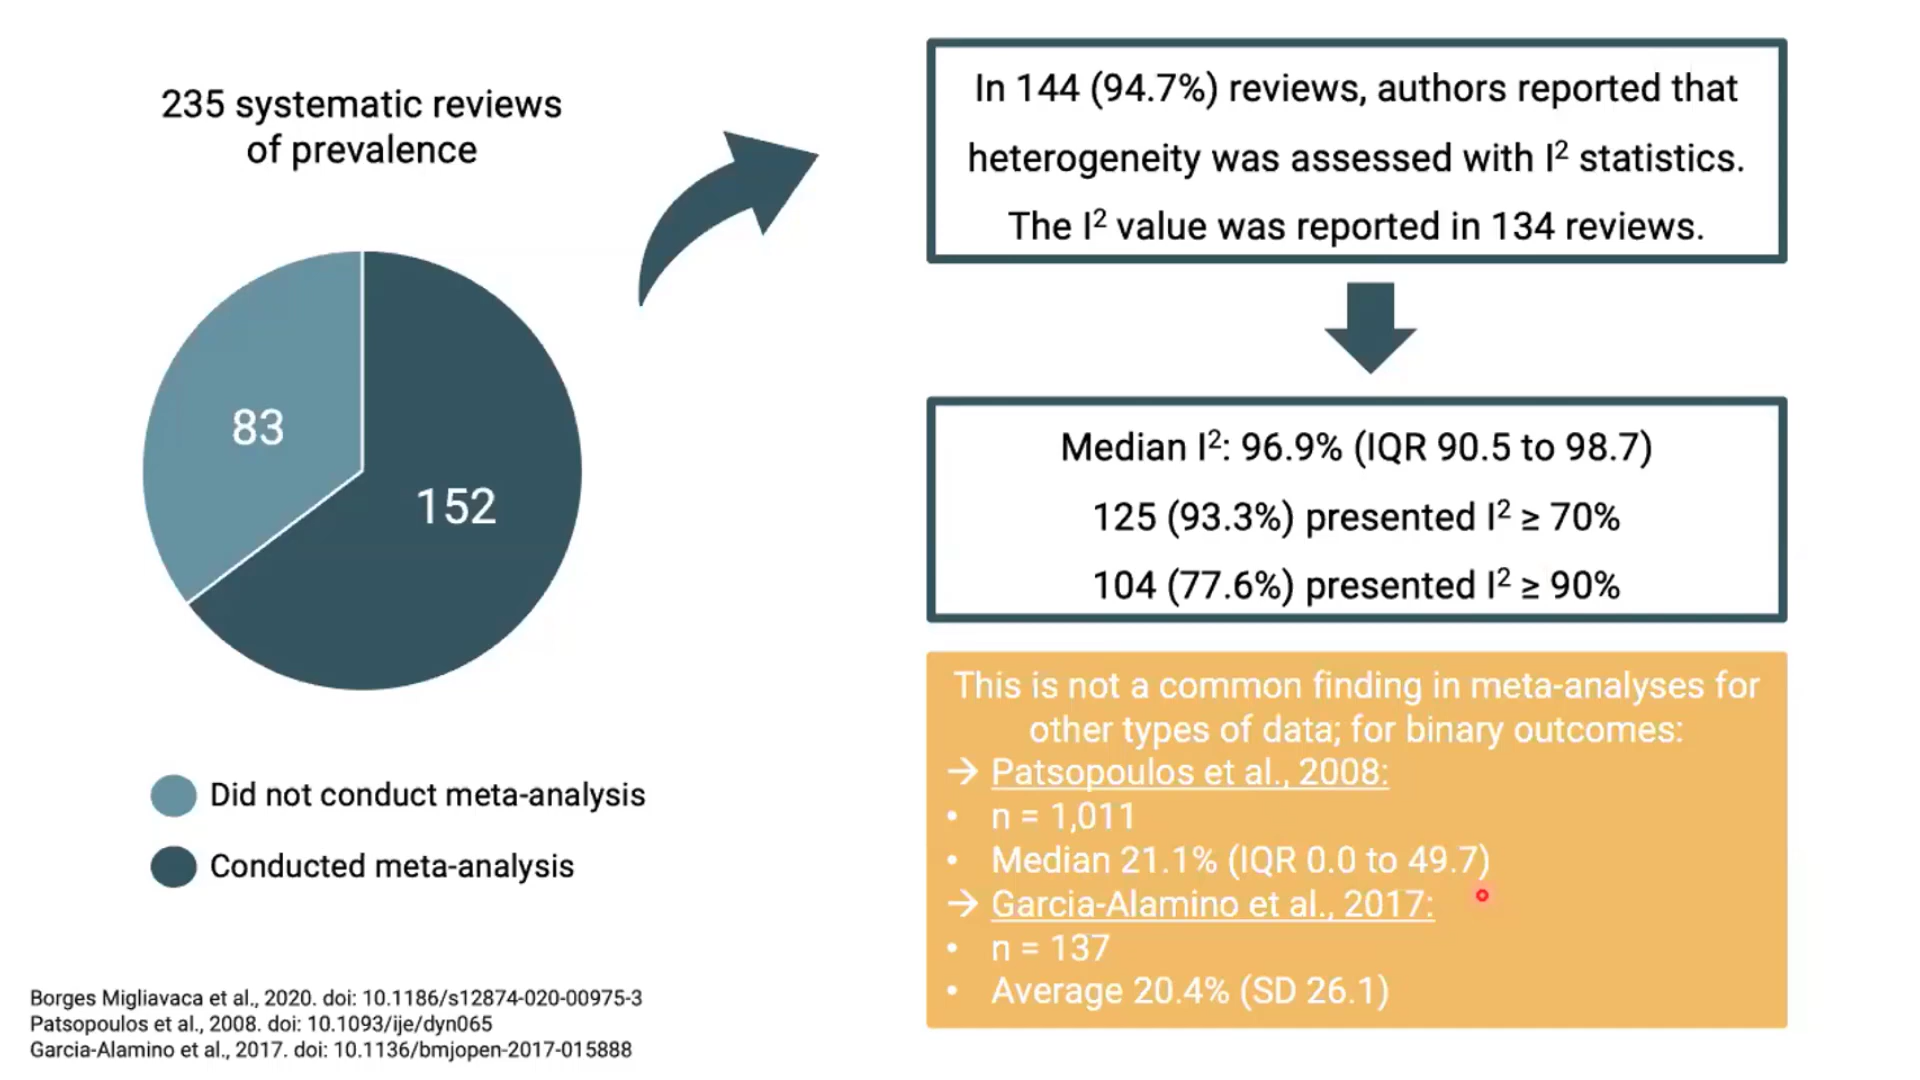 235 systematic reviews
of prevalence
83
152
Did not conduct meta-analysis
Conducted meta-analysis
In 144 (94.7%) reviews, authors reported that
heterogeneity was assessed with I² statistics.
The I² value was reported in 134 reviews.
Median I²: 96.9% (IQR 90.5 to 98.7)
125 (93.3%) presented I² ≥ 70%
104 (77.6%) presented I² ≥ 90%
This is not a common finding in meta-analyses for
other types of data; for binary outcomes:
→ Patsopoulos et al., 2008:
• n = 1,011
• Median 21.1% (IQR 0.0 to 49.7)
→ Garcia-Alamino et al., 2017:
• n = 137
• Average 20.4% (SD 26.1)
Borges Migliavaca et al., 2020. doi: 10.1186/s12874-020-00975-3
Patsopoulos et al., 2008. doi: 10.1093/ije/dyn065
Garcia-Alamino et al., 2017. doi: 10.1136/bmjopen-2017-015888